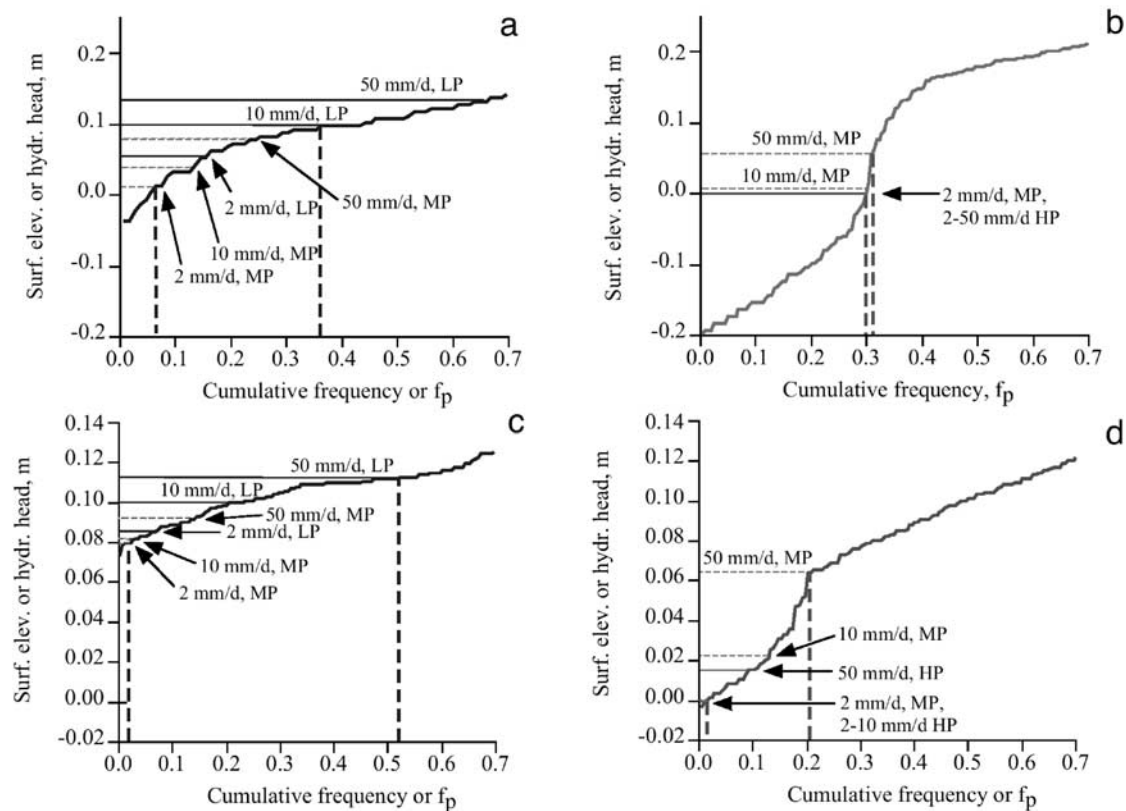 a
Surf. elev. or hydr. head, m
0.2
0.1
0.0
-0.1
-0.2
50 mm/d, LP
10 mm/d, LP
2 mm/d, LP
50 mm/d, MP
10 mm/d, MP
2 mm/d, MP
0.0 0.1 0.2 0.3 0.4 0.5 0.6 0.7
Cumulative frequency or fp
b
Surf. elev. or hydr. head, m
0.2
0.1
0.0
-0.1
-0.2
50 mm/d, MP
10 mm/d, MP
2 mm/d, MP,
2-50 mm/d HP
0.0 0.1 0.2 0.3 0.4 0.5 0.6 0.7
Cumulative frequency, fp
c
Surf. elev. or hydr. head, m
0.14
0.12
0.10
0.08
0.06
0.04
0.02
0.00
-0.02
50 mm/d, LP
10 mm/d, LP
50 mm/d, MP
2 mm/d, LP
10 mm/d, MP
2 mm/d, MP
0.0 0.1 0.2 0.3 0.4 0.5 0.6 0.7
Cumulative frequency or fp
d
Surf. elev. or hydr. head, m
0.14
0.12
0.10
0.08
0.06
0.04
0.02
0.00
-0.02
50 mm/d, MP
10 mm/d, MP
50 mm/d, HP
2 mm/d, MP,
2-10 mm/d HP
0.0 0.1 0.2 0.3 0.4 0.5 0.6 0.7
Cumulative frequency or fp